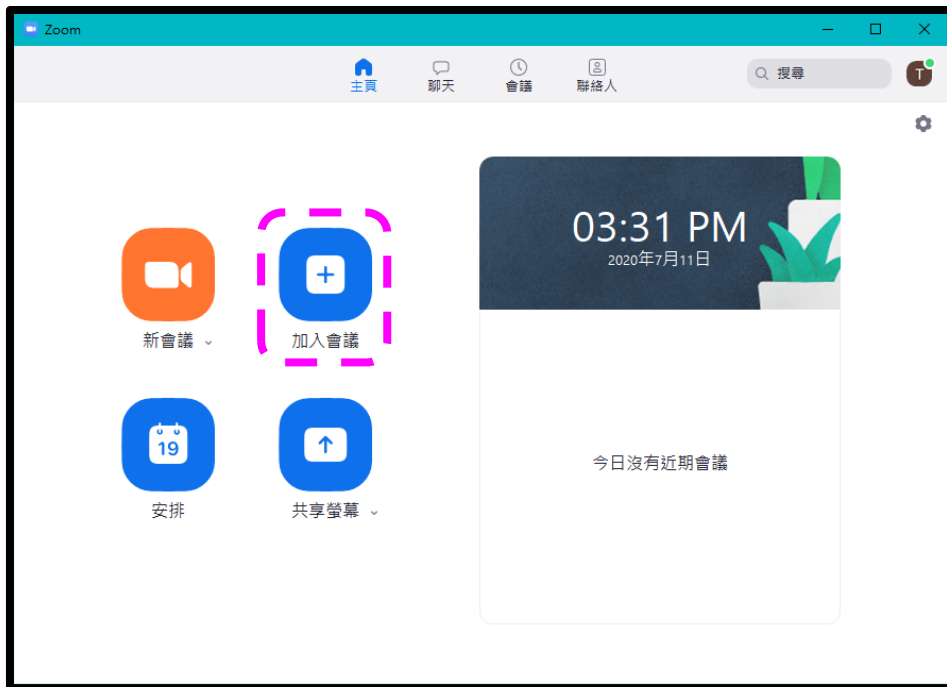 Zoom
主頁
聊天
會議
聯絡人
搜尋
T
03:31 PM
2020年7月11日
新會議
加入會議
19
安排
共享螢幕
今日沒有近期會議